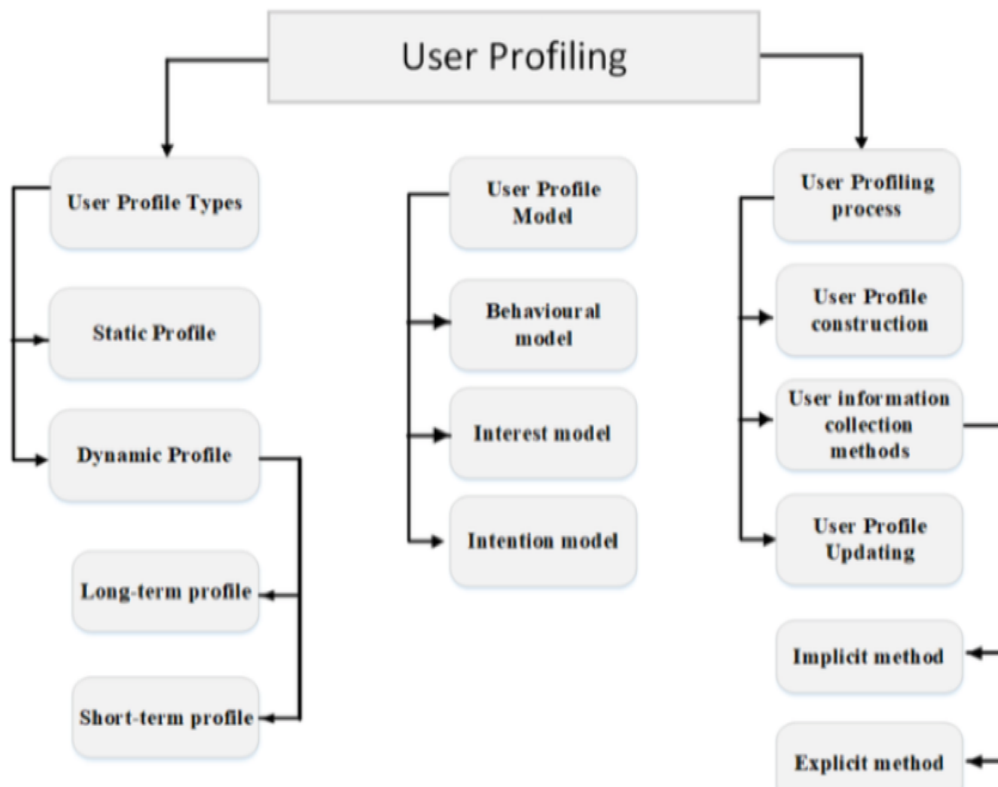 User Profiling
User Profile Types
Static Profile
Dynamic Profile
Long-term profile
Short-term profile
User Profile
Model
Behavioural
model
Interest model
Intention model
User Profiling
process
User Profile
construction
User information
collection
methods
User Profile
Updating
Implicit method
Explicit method